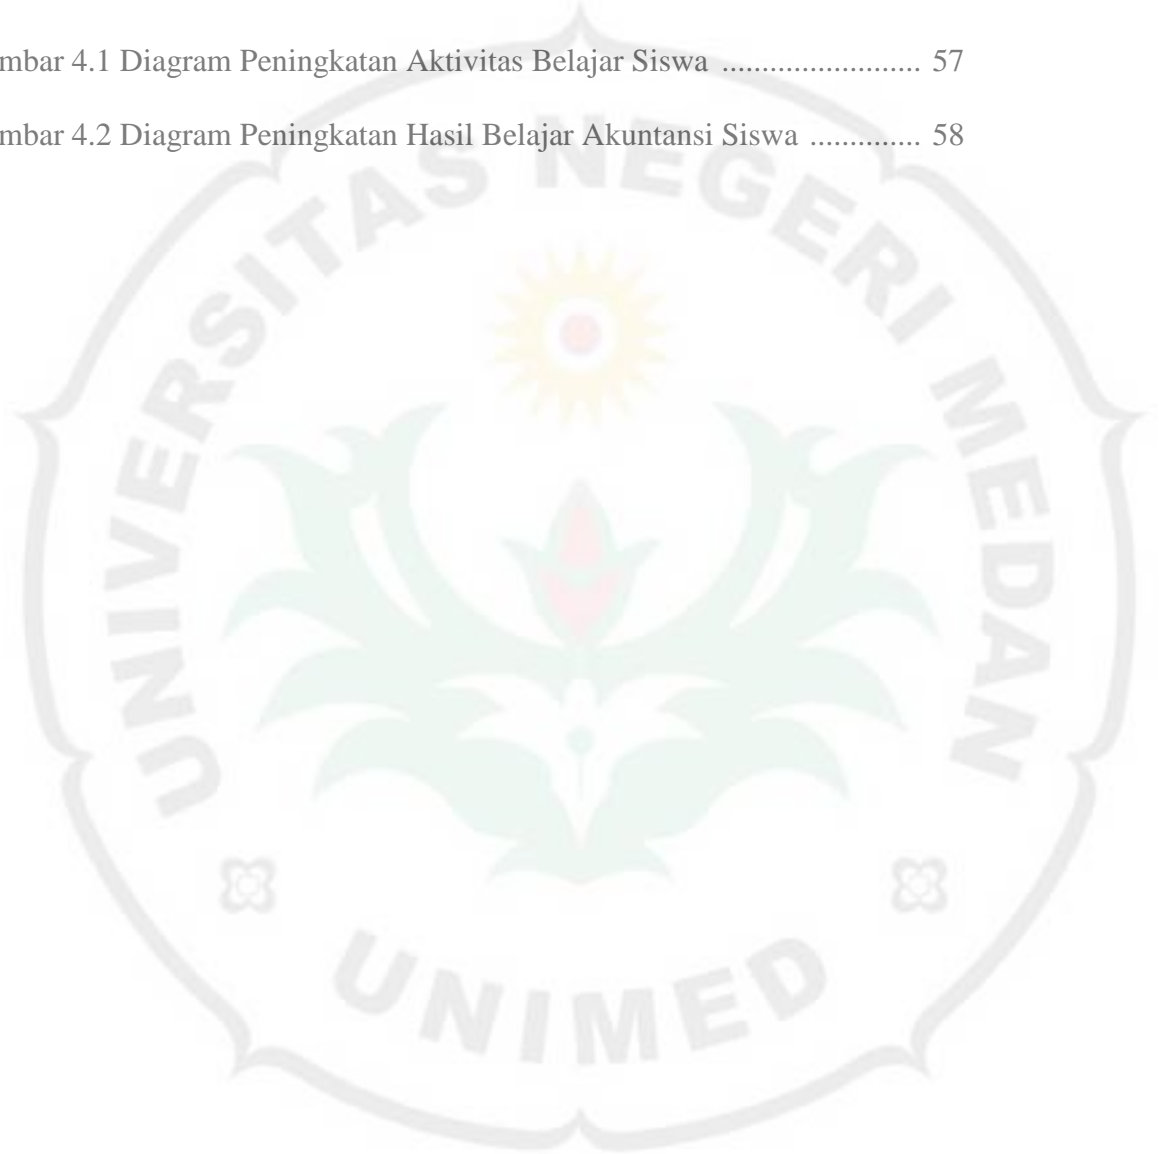 mbar 4.1 Diagram Peningkatan Aktivitas Belajar Siswa ......................... 57
mbar 4.2 Diagram Peningkatan Hasil Belajar Akuntansi Siswa .............. 58
UNIVERSITAS NEGERI MEDAN
UNIMED